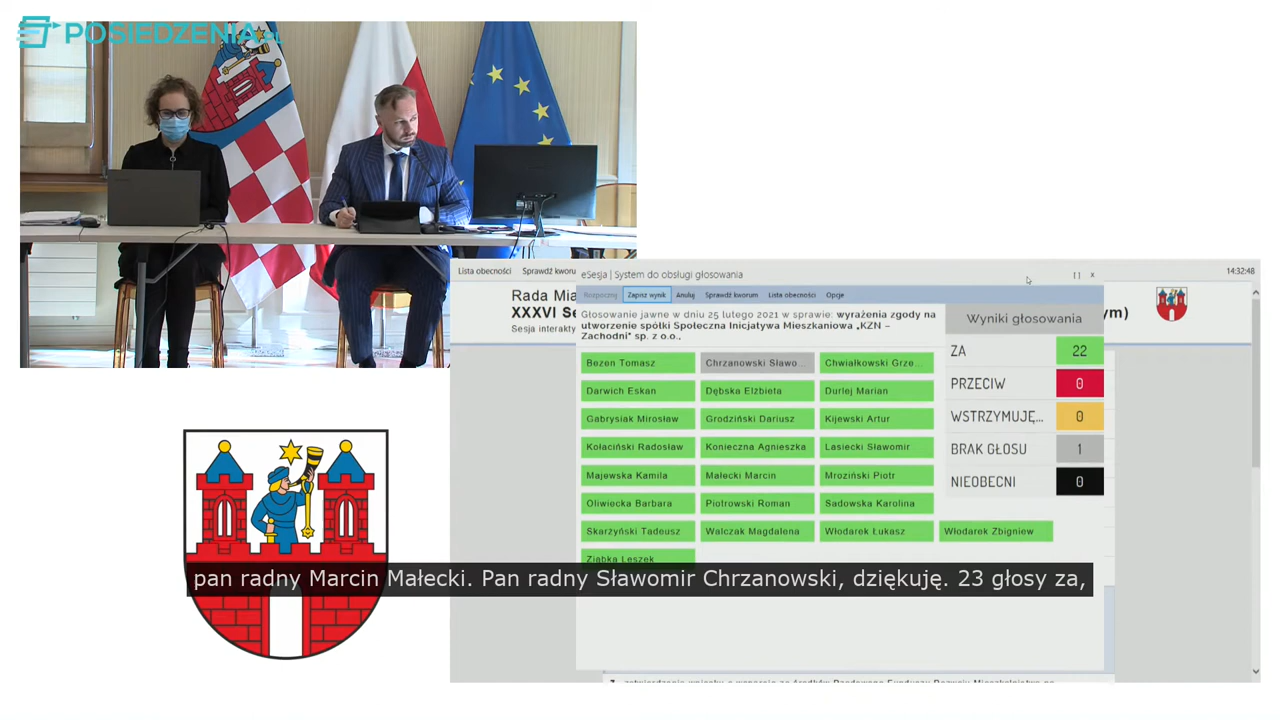 POSIEDZENIA.PL
Lista obecności Sprawdź kworu
eSesja | System do obsługi głosowania
[ ] x
14:32:48
Rozpocznij Zapisz wynik Anuluj Sprawdź kworum Lista obecności Opcje
Rada Mia
XXXVI Se
ym)
Sesja interakty
Głosowanie jawne w dniu 25 lutego 2021 w sprawie: wyrażenia zgody na
utworzenie spółki Społeczna Inicjatywa Mieszkaniowa „KZN –
Zachodni" sp. z o.o.,
Wyniki głosowania
ZA 22
PRZECIW 0
WSTRZYMUJĘ... 0
BRAK GŁOSU 1
NIEOBECNI 0
Bezen Tomasz Chrzanowski Sławo... Chwiałkowski Grze...
Darwich Eskan Dębska Elżbieta Durlej Marian
Gabrysiak Mirosław Grodziński Dariusz Kijewski Artur
Kołaciński Radosław Konieczna Agnieszka Lasiecki Sławomir
Majewska Kamila Małecki Marcin Mroziński Piotr
Oliwiecka Barbara Piotrowski Roman Sadowska Karolina
Skarżyński Tadeusz Walczak Magdalena Włodarek Łukasz Włodarek Zbigniew
Ziąbka Leszek
pan radny Marcin Małecki. Pan radny Sławomir Chrzanowski, dziękuję. 23 głosy za,